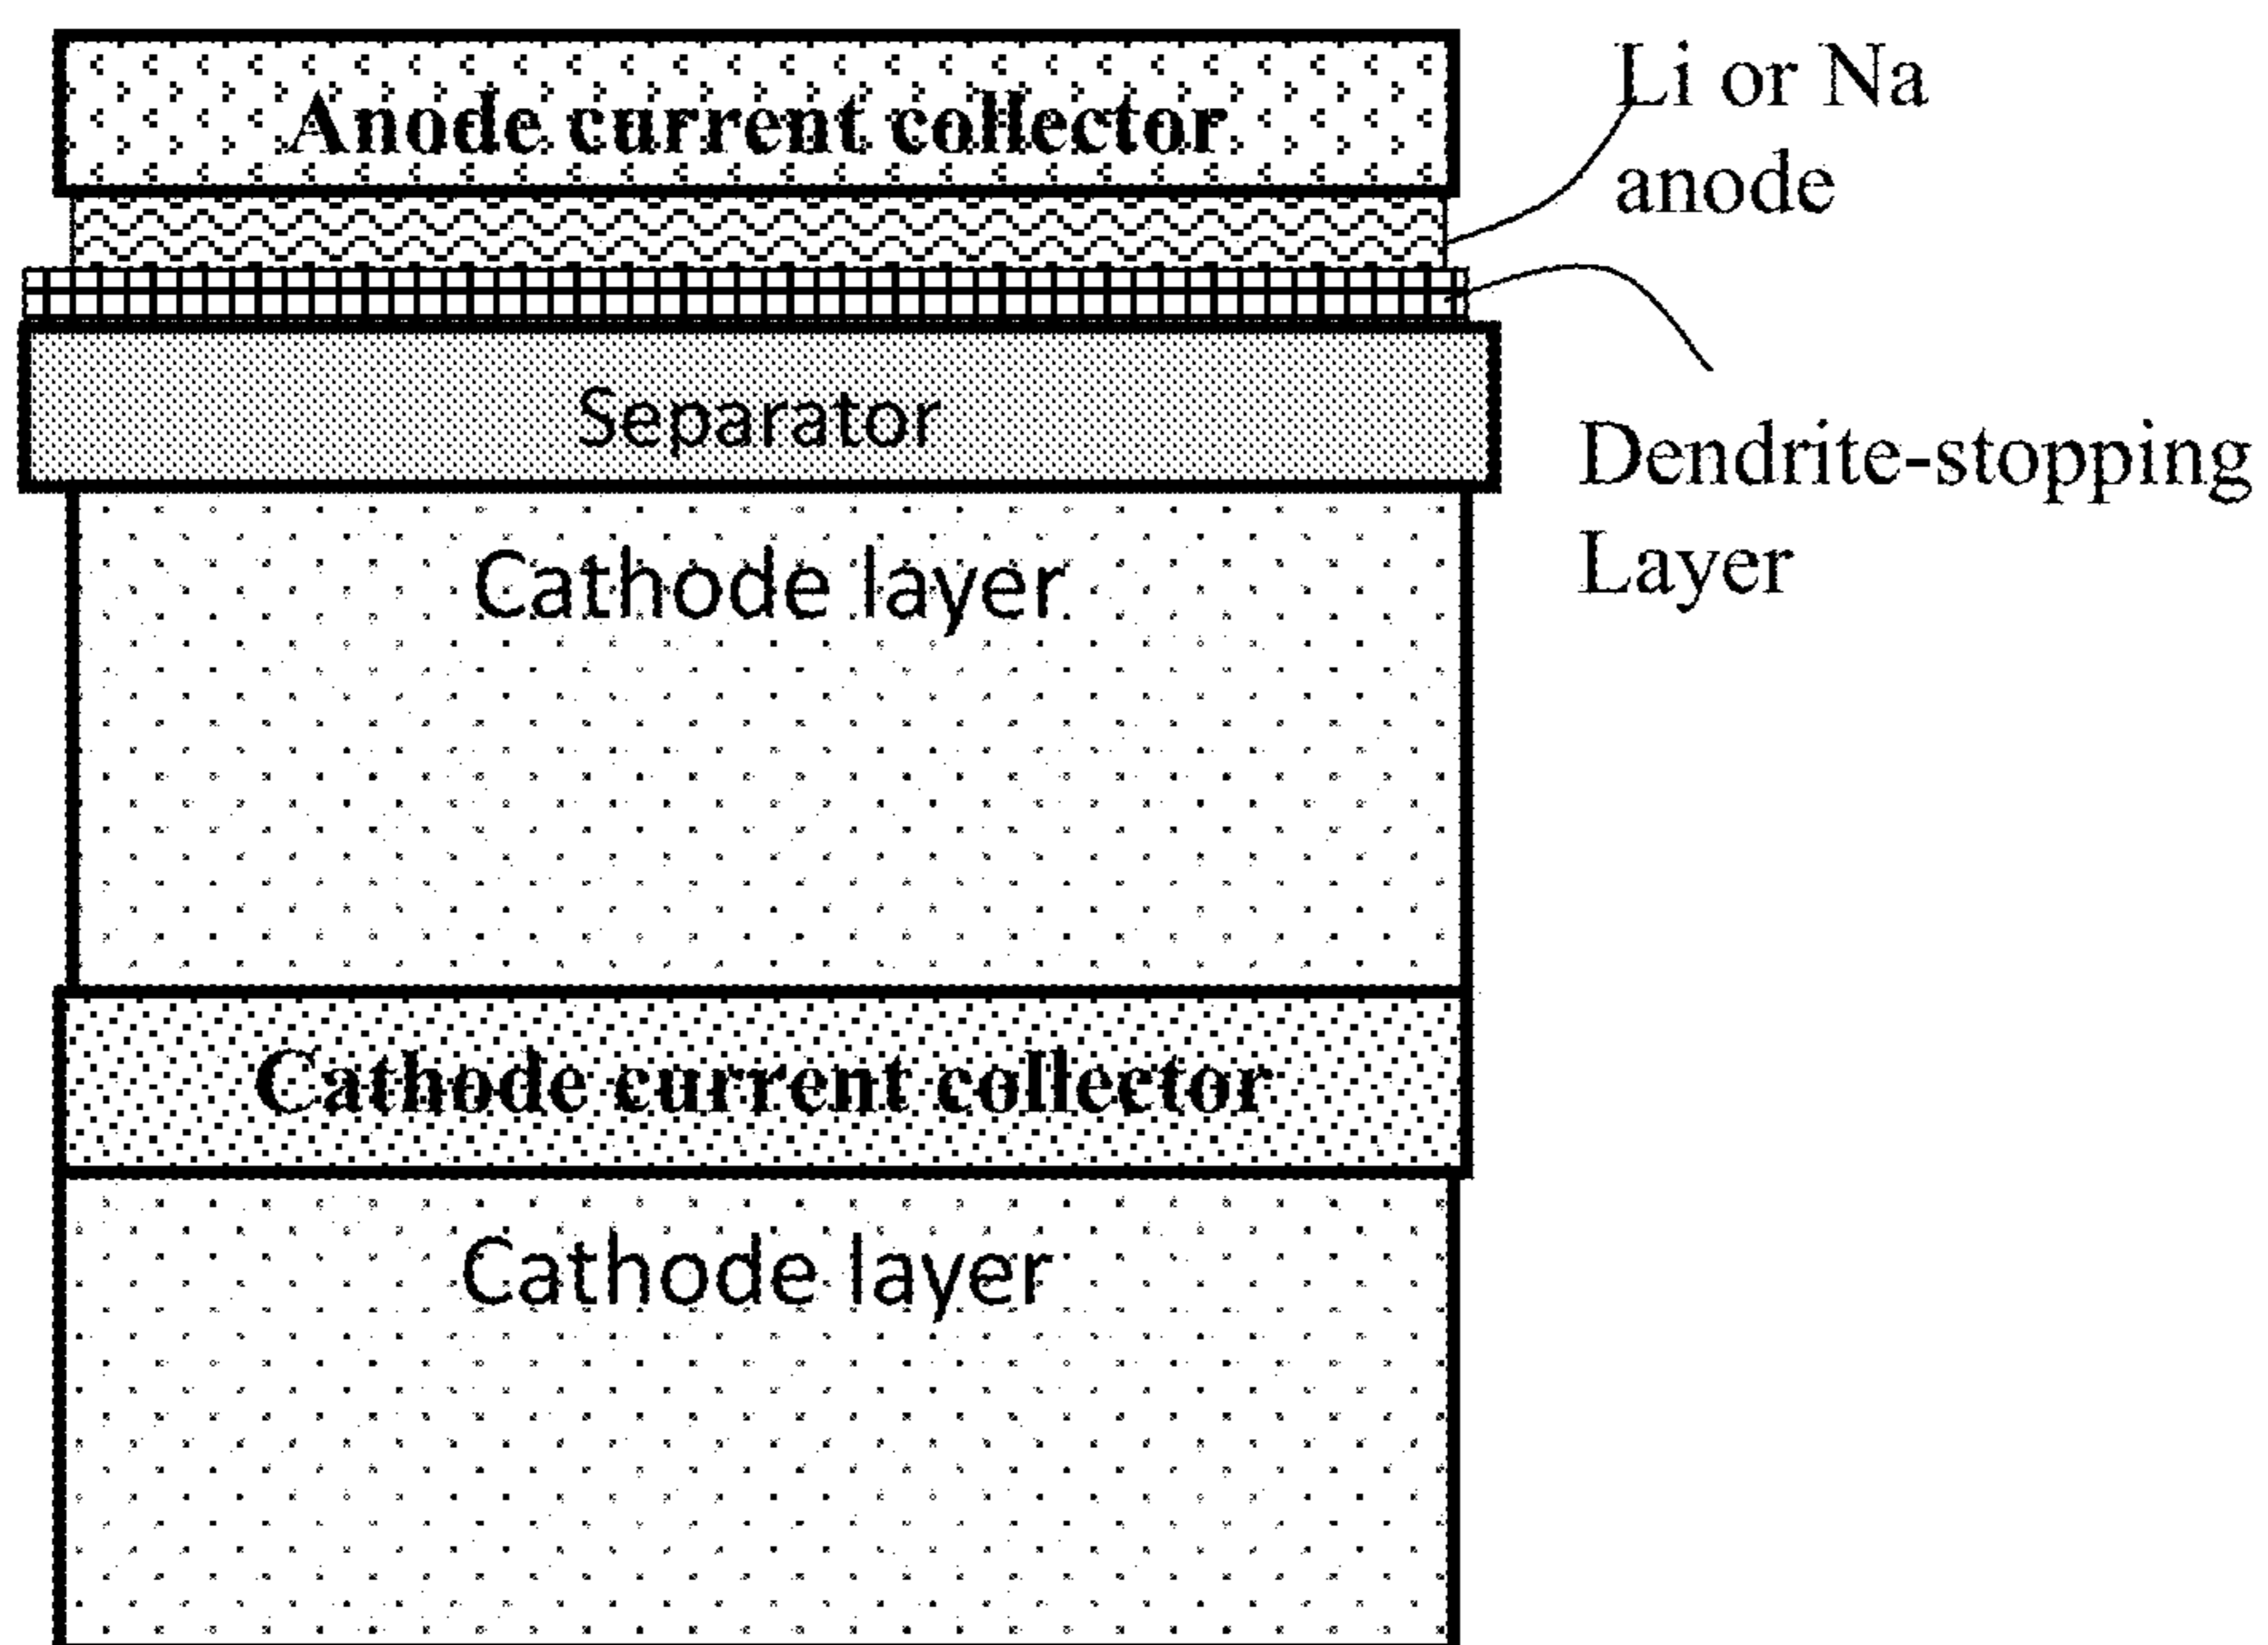 Anode current collector
Li or Na
anode
Separator
Dendrite-stopping
Layer
Cathode layer
Cathode current collector
Cathode layer